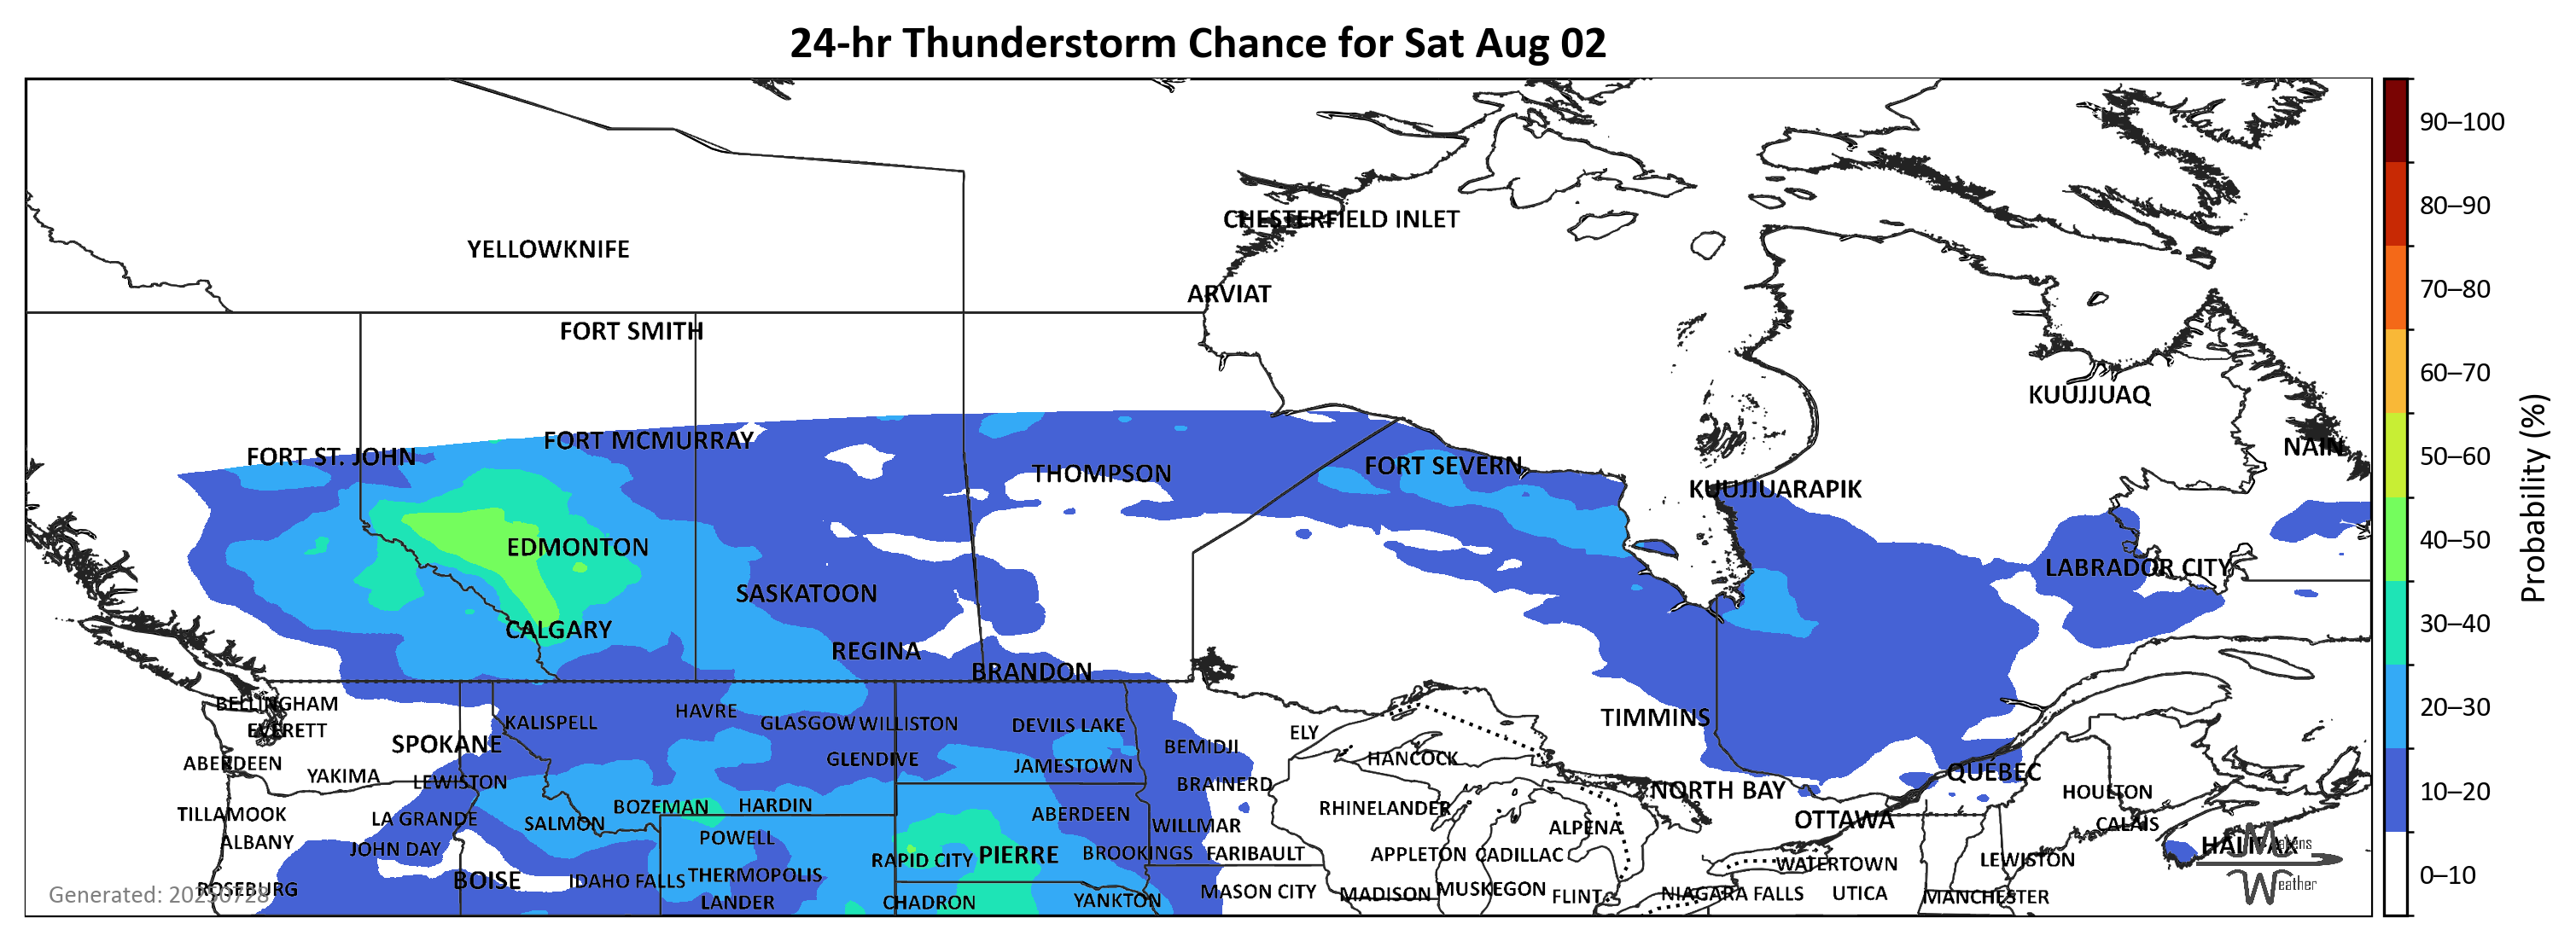 24-hr Thunderstorm Chance for Sat Aug 02
90–100
80–90
70–80
60–70
50–60
40–50
30–40
20–30
10–20
0–10
Probability (%)
CHESTERFIELD INLET
YELLOWKNIFE
ARVIAT
FORT SMITH
KUUJJUAQ
FORT MCMURRAY
NAIN
FORT ST. JOHN
FORT SEVERN
THOMPSON
KUUJJUARAPIK
EDMONTON
LABRADOR CITY
SASKATOON
CALGARY
REGINA
BRANDON
BELLINGHAM
HAVRE
TIMMINS
KALISPELL
GLASGOW
WILLISTON
DEVILS LAKE
EVERETT
ELY
SPOKANE
BEMIDJI
GLENDIVE
HANCOCK
ABERDEEN
JAMESTOWN
QUÉBEC
YAKIMA
LEWISTON
BRAINERD
NORTH BAY
HOULTON
BOZEMAN
HARDIN
RHINELANDER
TILLAMOOK
ABERDEEN
LA GRANDE
OTTAWA
SALMON
WILLMAR
ALPENA
CALAIS
POWELL
ALBANY
HALIFAX
Makens
JOHN DAY
RAPID CITY
PIERRE
BROOKINGS
FARIBAULT
APPLETON
CADILLAC
LEWISTON
WATERTOWN
THERMOPOLIS
BOISE
IDAHO FALLS
Weather
ROSEBURG
Generated: 20250728
MASON CITY
MADISON
MUSKEGON
FLINT
NIAGARA FALLS
UTICA
MANCHESTER
LANDER
CHADRON
YANKTON